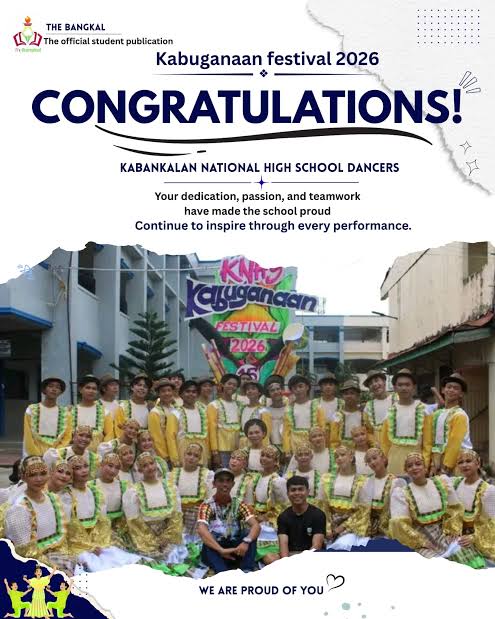 THE BANGKAL
The official student publication
Kabuganaan festival 2026
CONGRATULATIONS!
KABANKALAN NATIONAL HIGH SCHOOL DANCERS
Your dedication, passion, and teamwork
have made the school proud
Continue to inspire through every performance.
KNHS
Kabuganaan
FESTIVAL
2026
WE ARE PROUD OF YOU